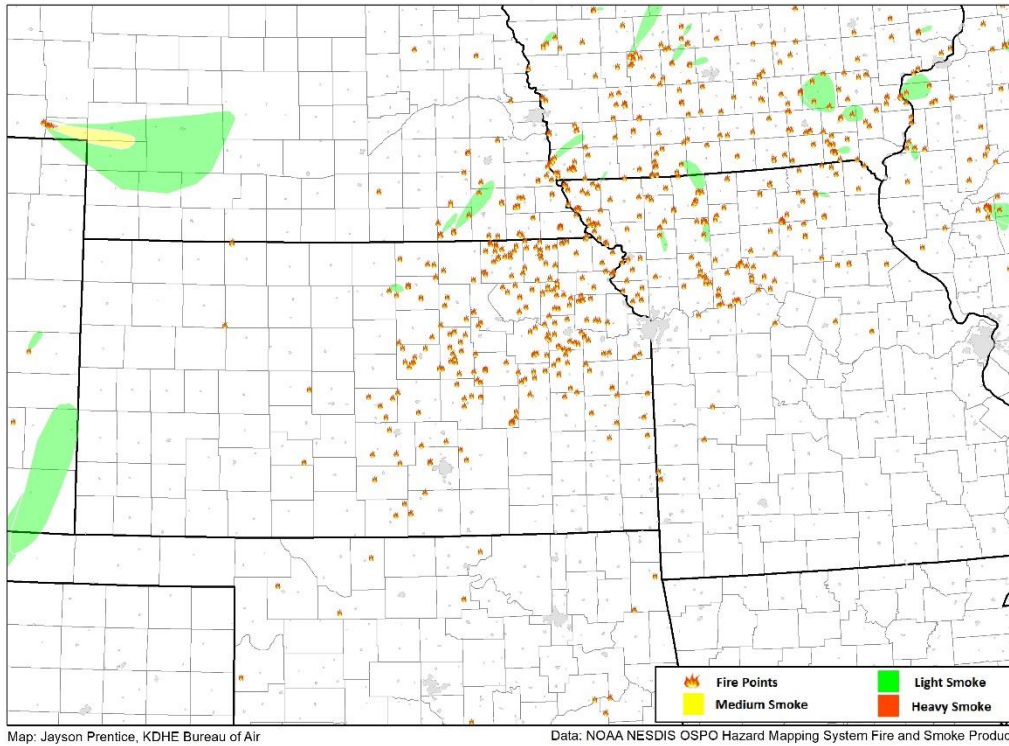 Fire Points
Light Smoke
Medium Smoke
Heavy Smoke
Map: Jayson Prentice, KDHE Bureau of Air
Data: NOAA NESDIS OSPO Hazard Mapping System Fire and Smoke Produc